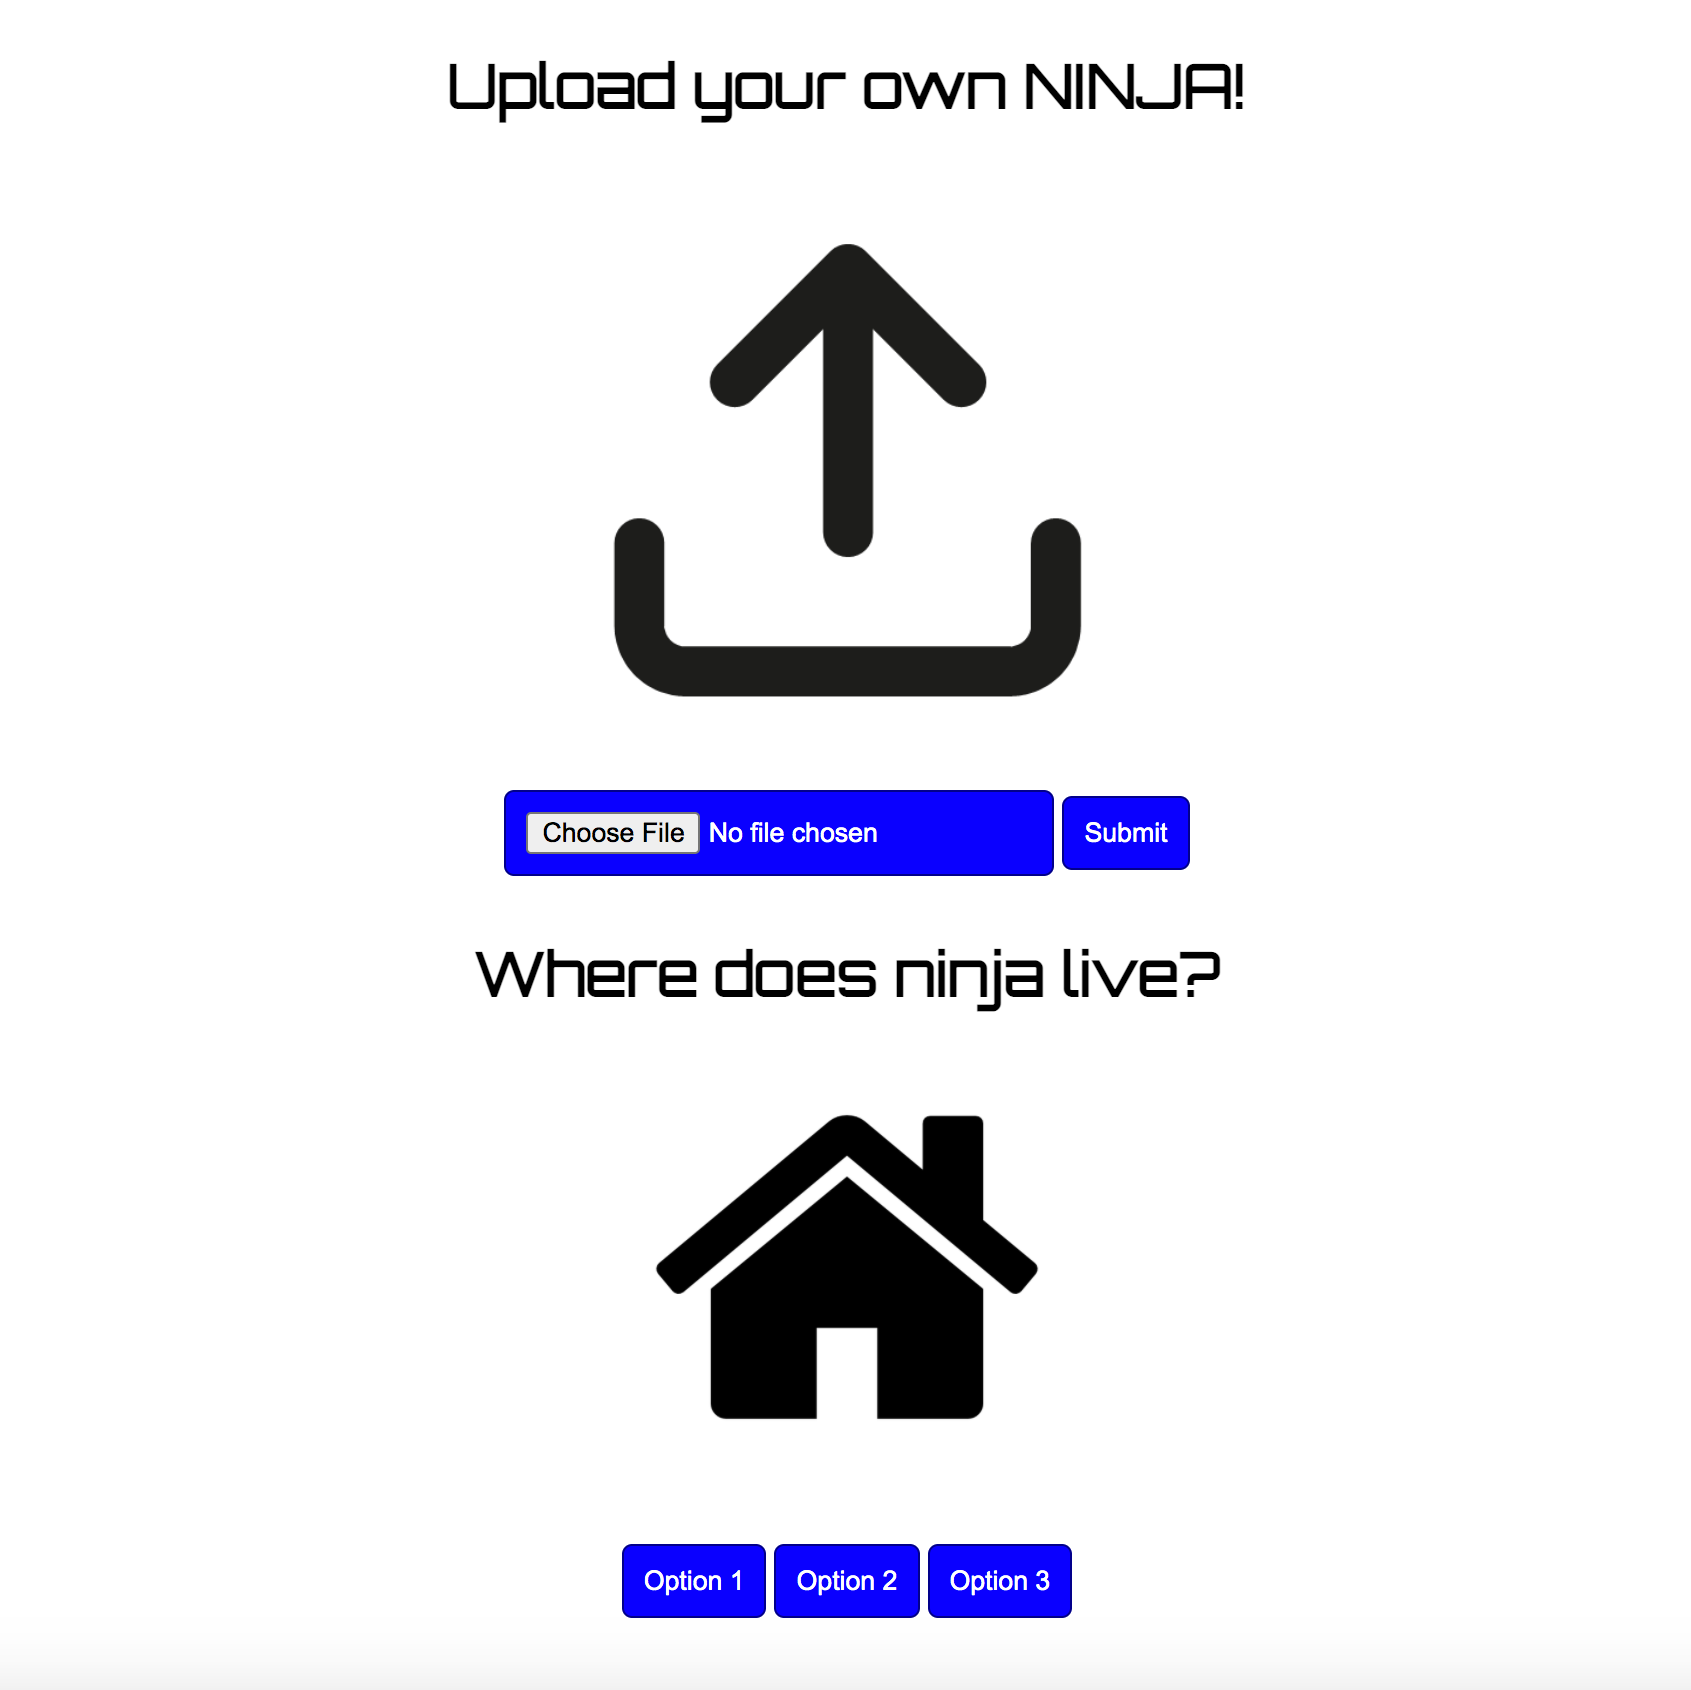 Upload your own NINJA!
Choose File No file chosen Submit
Where does ninja live?
Option 1 Option 2 Option 3